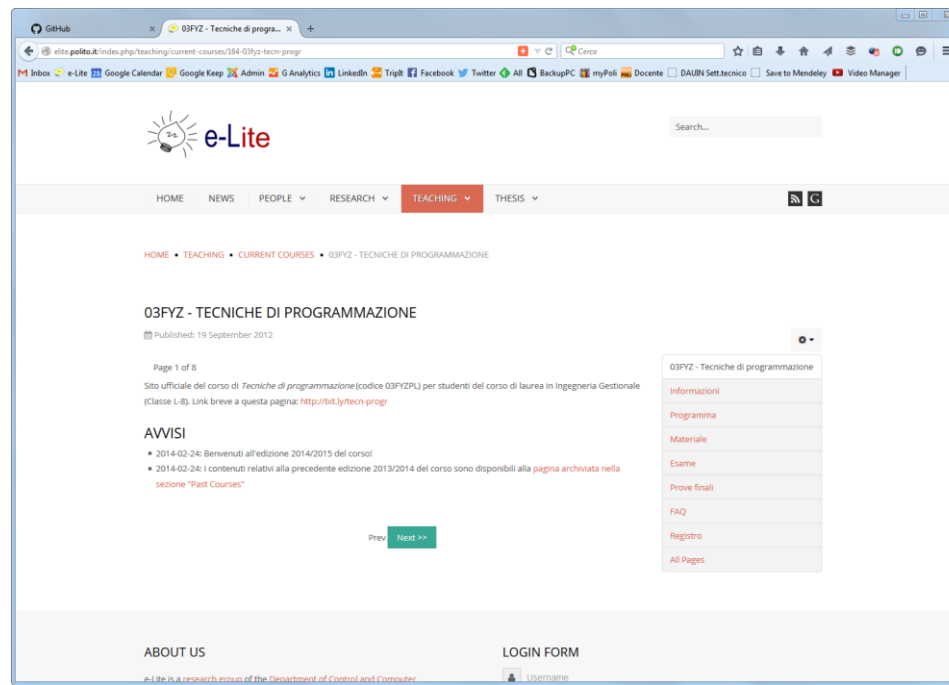 GitHub
03FYZ - Tecniche di progra...
elite.polito.it/index.php/teaching/current-courses/164-03fyz-tecn-progr
Cerca
Inbox e-Lite Google Calendar Google Keep Admin G Analytics LinkedIn TripIt Facebook Twitter All BackupPC myPoli Docente DAUIN Sett.tecnico Save to Mendeley Video Manager
e-Lite
Search...
HOME NEWS PEOPLE RESEARCH TEACHING THESIS
G
HOME • TEACHING • CURRENT COURSES • 03FYZ - TECNICHE DI PROGRAMMAZIONE
03FYZ - TECNICHE DI PROGRAMMAZIONE
Published: 19 September 2012
Page 1 of 8
Sito ufficiale del corso di Tecniche di programmazione (codice 03FYZPL) per studenti del corso di laurea in Ingegneria Gestionale
(Classe L-8). Link breve a questa pagina: http://bit.ly/tecn-progr
AVVISI
• 2014-02-24: Benvenuti all'edizione 2014/2015 del corso!
• 2014-02-24: I contenuti relativi alla precedente edizione 2013/2014 del corso sono disponibili alla pagina archiviata nella
sezione "Past Courses"
Prev Next >>
03FYZ - Tecniche di programmazione
Informazioni
Programma
Materiale
Esame
Prove finali
FAQ
Registro
All Pages
ABOUT US
e-Lite is a research group of the Department of Control and Computer
LOGIN FORM
Username